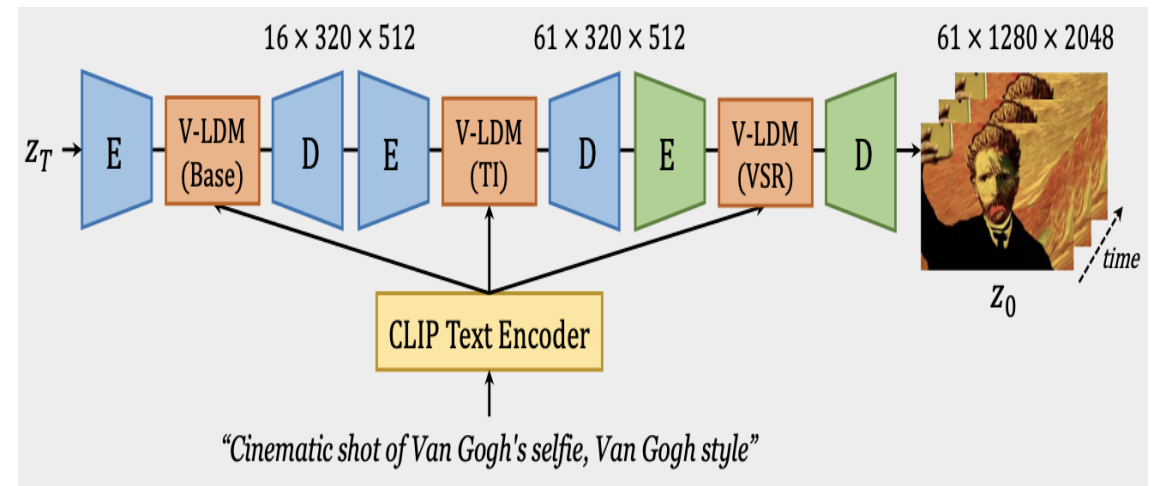 16 × 320 × 512
61 × 320 × 512
61 × 1280 × 2048
z_T
E
V-LDM
(Base)
D
E
V-LDM
(TI)
D
E
V-LDM
(VSR)
D
time
z_0
CLIP Text Encoder
“Cinematic shot of Van Gogh's selfie, Van Gogh style”